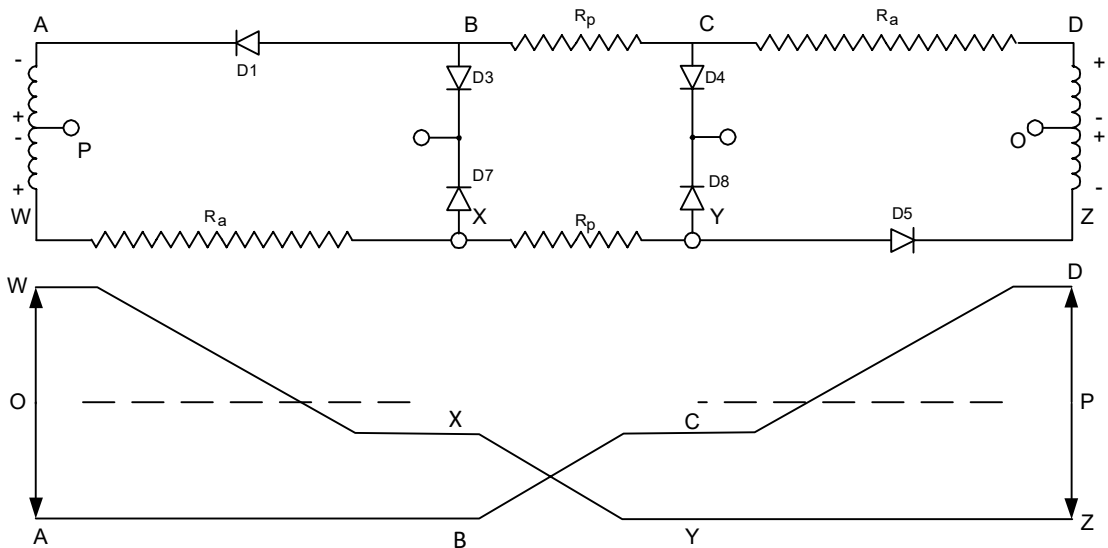 A B Rp C Ra D
D1 D3 D4
- +
+ -
- P O +
+ D7 D8 -
W Ra X Rp Y D5 Z
W D
O P
X C
A B Y Z